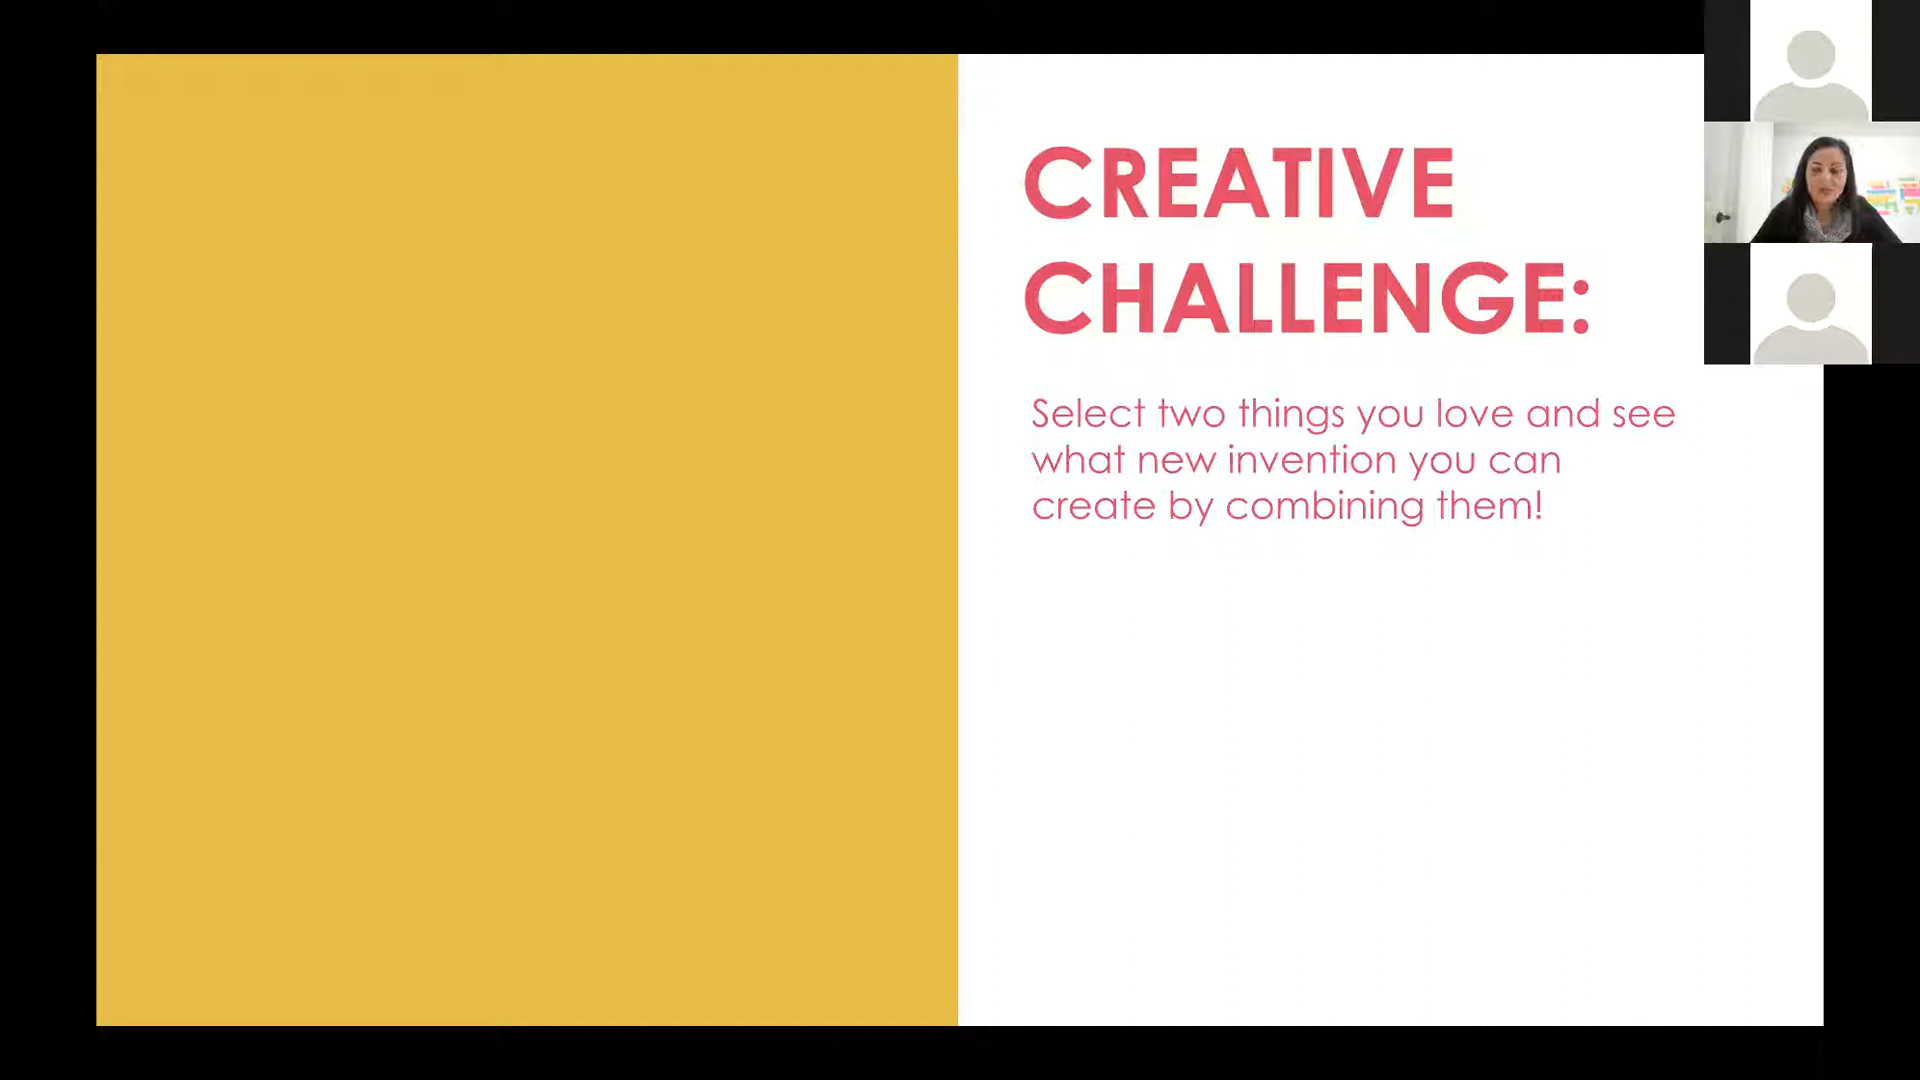 CREATIVE
CHALLENGE:
Select two things you love and see
what new invention you can
create by combining them!